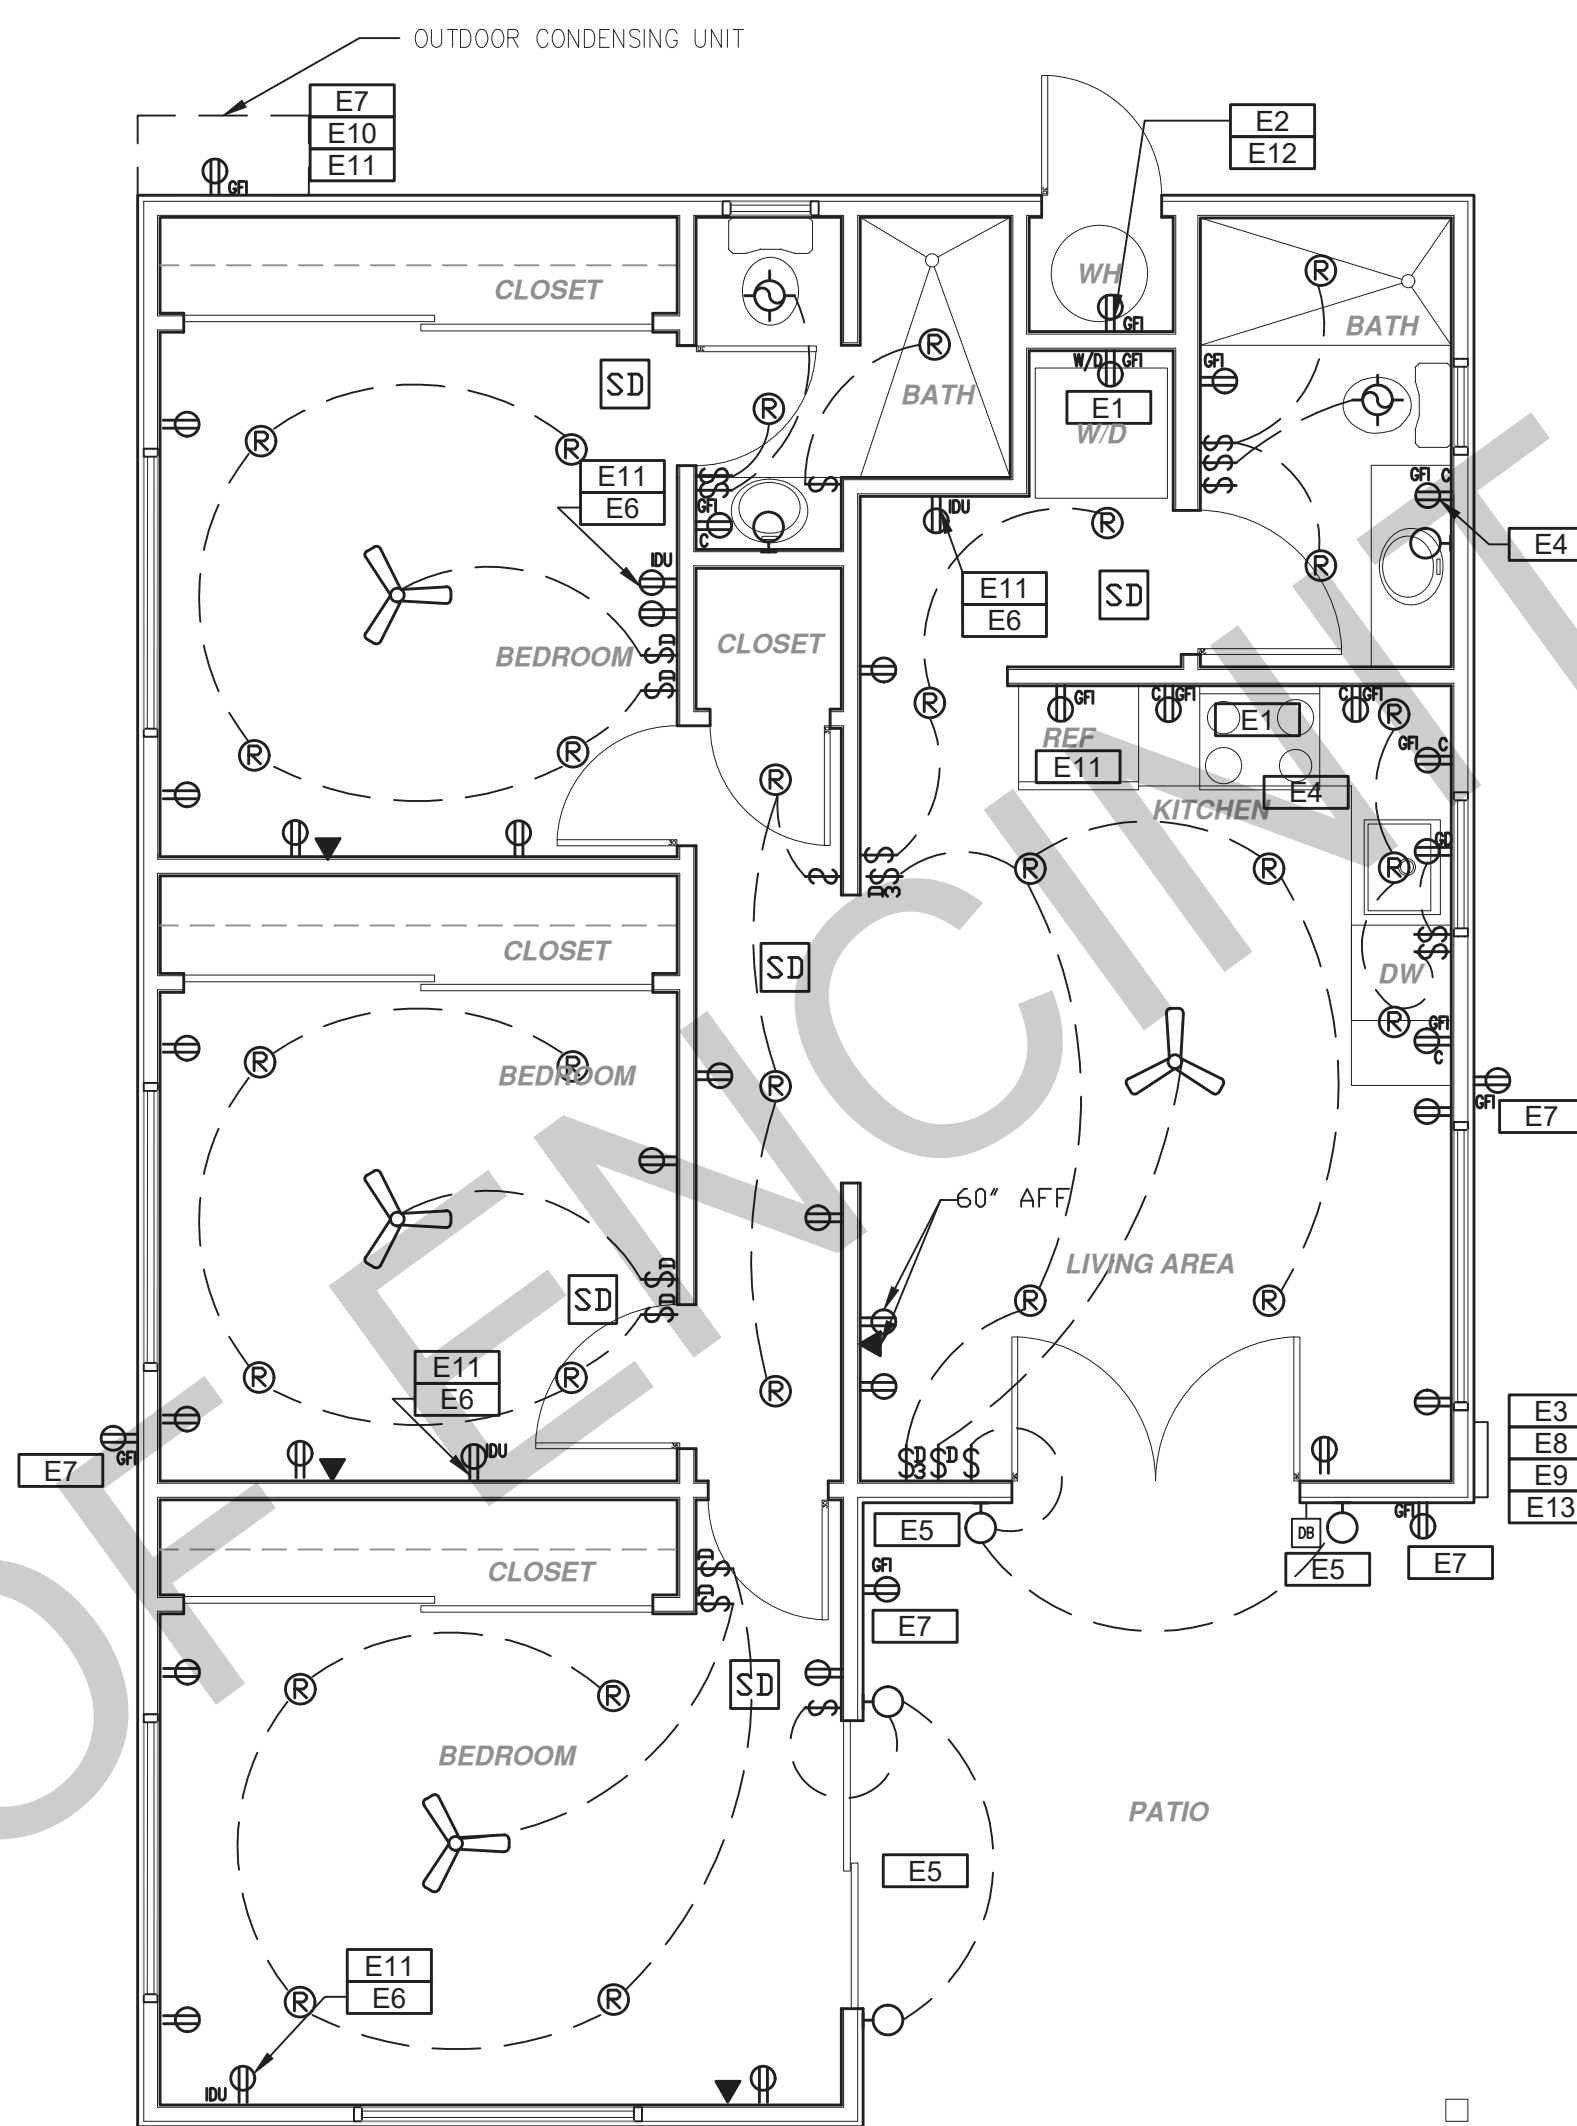 OUTDOOR CONDENSING UNIT
E7
E10
E11
GFI
E2
E12
CLOSET
WH
GFI
BATH
W/D GFI
E1
W/D
GFI
SD
BATH
R
R
R
R
R
E11
E6
S
S
S
S
S
S
GFI
C
GFI C
E4
IDU
IDU
R
R
E11
E6
SD
BEDROOM
CLOSET
S D
S D
R
GFI
C GFI
C GFI
E1
R
REF
E11
GFI C
E4
KITCHEN
R
R
R
GD
R
R
R
S
S
S
S
D
3
CLOSET
SD
S
S
DW
R
GFI
C
BEDROOM
R
R
R
GFI
E7
60" AFF
LIVING AREA
S D
S D
SD
R
R
E11
E6
R
R
R
IDU
GFI
E7
S D 3
S D
S
E3
E8
E9
E13
CLOSET
E5
DB
E5
GFI
E7
S D
S D
GFI
E7
SD
R
R
S
BEDROOM
PATIO
E5
E11
E6
R
R
IDU
OF ENCINIT